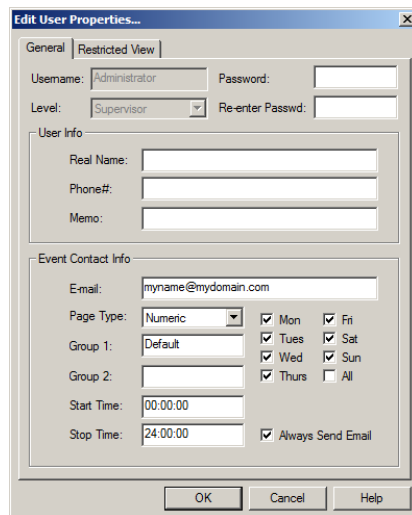 Edit User Properties...
General Restricted View
Username: Administrator Password:
Level: Supervisor Re-enter Passwd:
User Info
Real Name:
Phone#:
Memo:
Event Contact Info
E-mail: myname@mydomain.com
Page Type: Numeric Mon Fri
Group 1: Default Tues Sat
Wed Sun
Group 2: Thurs All
Start Time: 00:00:00
Stop Time: 24:00:00 Always Send Email
OK Cancel Help